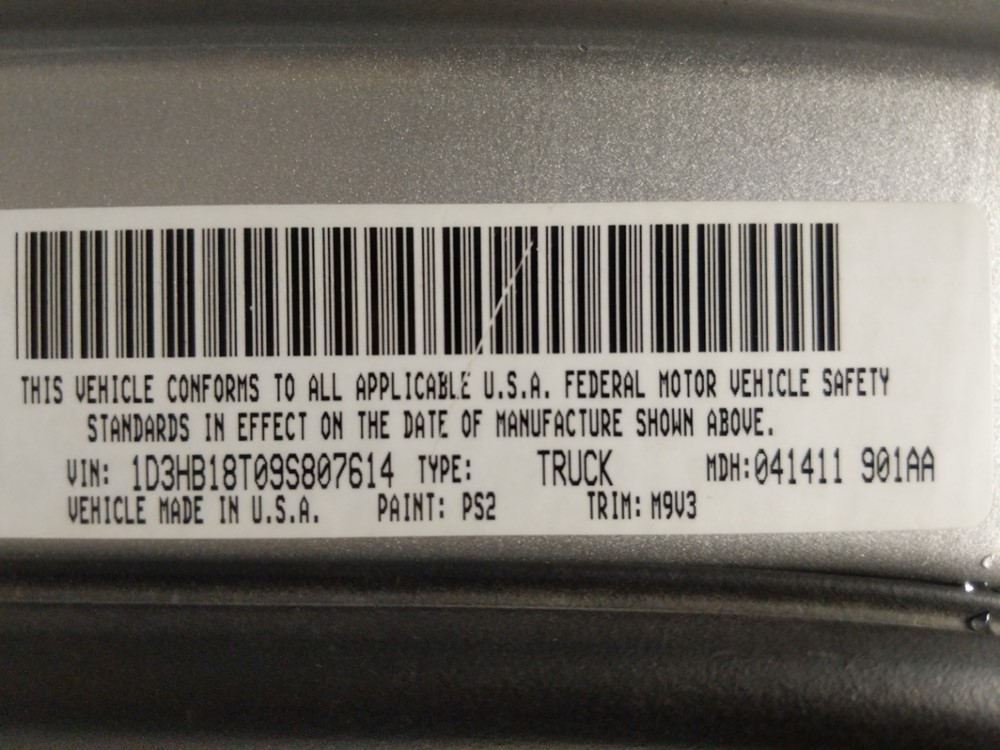 THIS VEHICLE CONFORMS TO ALL APPLICABLE U.S.A. FEDERAL MOTOR VEHICLE SAFETY
STANDARDS IN EFFECT ON THE DATE OF MANUFACTURE SHOWN ABOVE.
VIN: 1D3HB18T09S807614 TYPE: TRUCK MDH:041411 901AA
VEHICLE MADE IN U.S.A. PAINT: PS2 TRIM: M9V3